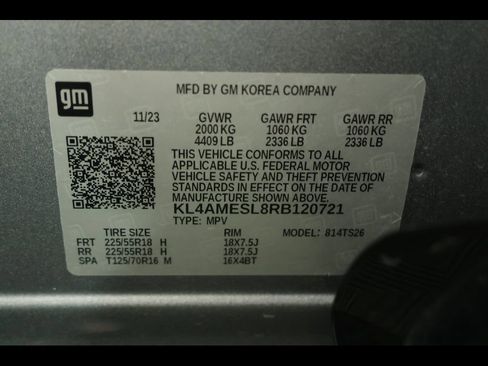 gm
MFD BY GM KOREA COMPANY
11/23 GVWR GAWR FRT GAWR RR
2000 KG 1060 KG 1060 KG
4409 LB 2336 LB 2336 LB
THIS VEHICLE CONFORMS TO ALL
APPLICABLE U.S. FEDERAL MOTOR
VEHICLE SAFETY AND THEFT PREVENTION
STANDARDS IN EFFECT ON THE DATE OF
MANUFACTURE SHOWN ABOVE.
KL4AMESL8RB120721
TYPE: MPV
TIRE SIZE RIM MODEL: 814TS26
FRT 225/55R18 H 18X7.5J
RR 225/55R18 H 18X7.5J
SPA T125/70R16 M 16X4BT